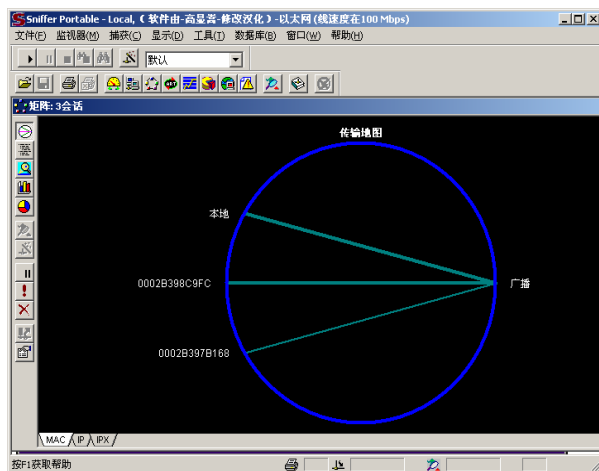 Sniffer Portable - Local,（软件由-高显嵩-修改汉化）-以太网(线速度在100 Mbps)
文件(F) 监视器(M) 捕获(C) 显示(D) 工具(T) 数据库(B) 窗口(W) 帮助(H)
默认
矩阵: 3会话
传输地图
本地
0002B398C9FC 广播
0002B397B168
MAC IP IPX
按F1获取帮助